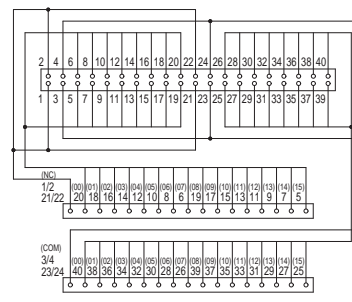 2 4 6 8 10 12 14 16 18 20 22 24 26 28 30 32 34 36 38 40
1 3 5 7 9 11 13 15 17 19 21 23 25 27 29 31 33 35 37 39
(NC)
1/2 (00) (01) (02) (03) (04) (05) (06) (07) (08) (09) (10) (11) (12) (13) (14) (15)
21/22 20 18 16 14 12 10 8 6 19 17 15 13 11 9 7 5
(COM)
3/4 (00) (01) (02) (03) (04) (05) (06) (07) (08) (09) (10) (11) (12) (13) (14) (15)
23/24 40 38 36 34 32 30 28 26 39 37 35 33 31 29 27 25